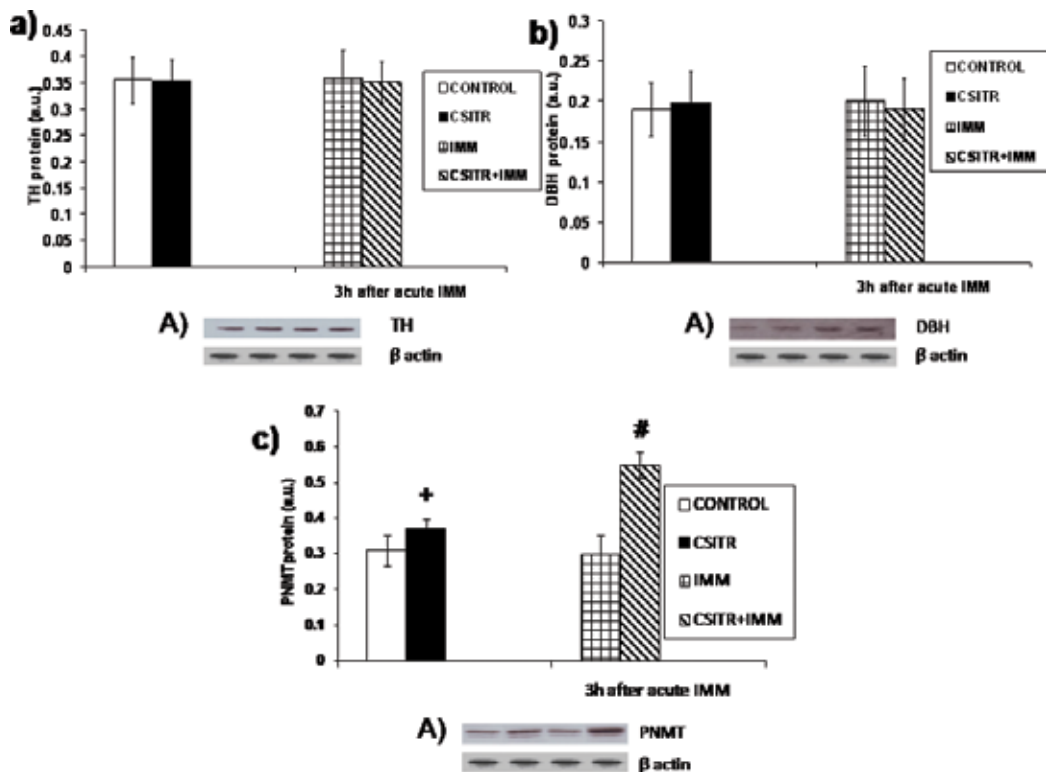 a)
TH protein (a.u.)
0.45
0.4
0.35
0.3
0.25
0.2
0.15
0.1
0.05
0
CONTROL
CSITR
IMM
CSITR+IMM
3h after acute IMM
A)
TH
β actin
b)
DBH protein (a.u.)
0.3
0.25
0.2
0.15
0.1
0.05
0
CONTROL
CSITR
IMM
CSITR+IMM
3h after acute IMM
A)
DBH
β actin
c)
PNMT protein (a.u.)
0.7
0.6
0.5
0.4
0.3
0.2
0.1
0
+
#
CONTROL
CSITR
IMM
CSITR+IMM
3h after acute IMM
A)
PNMT
β actin